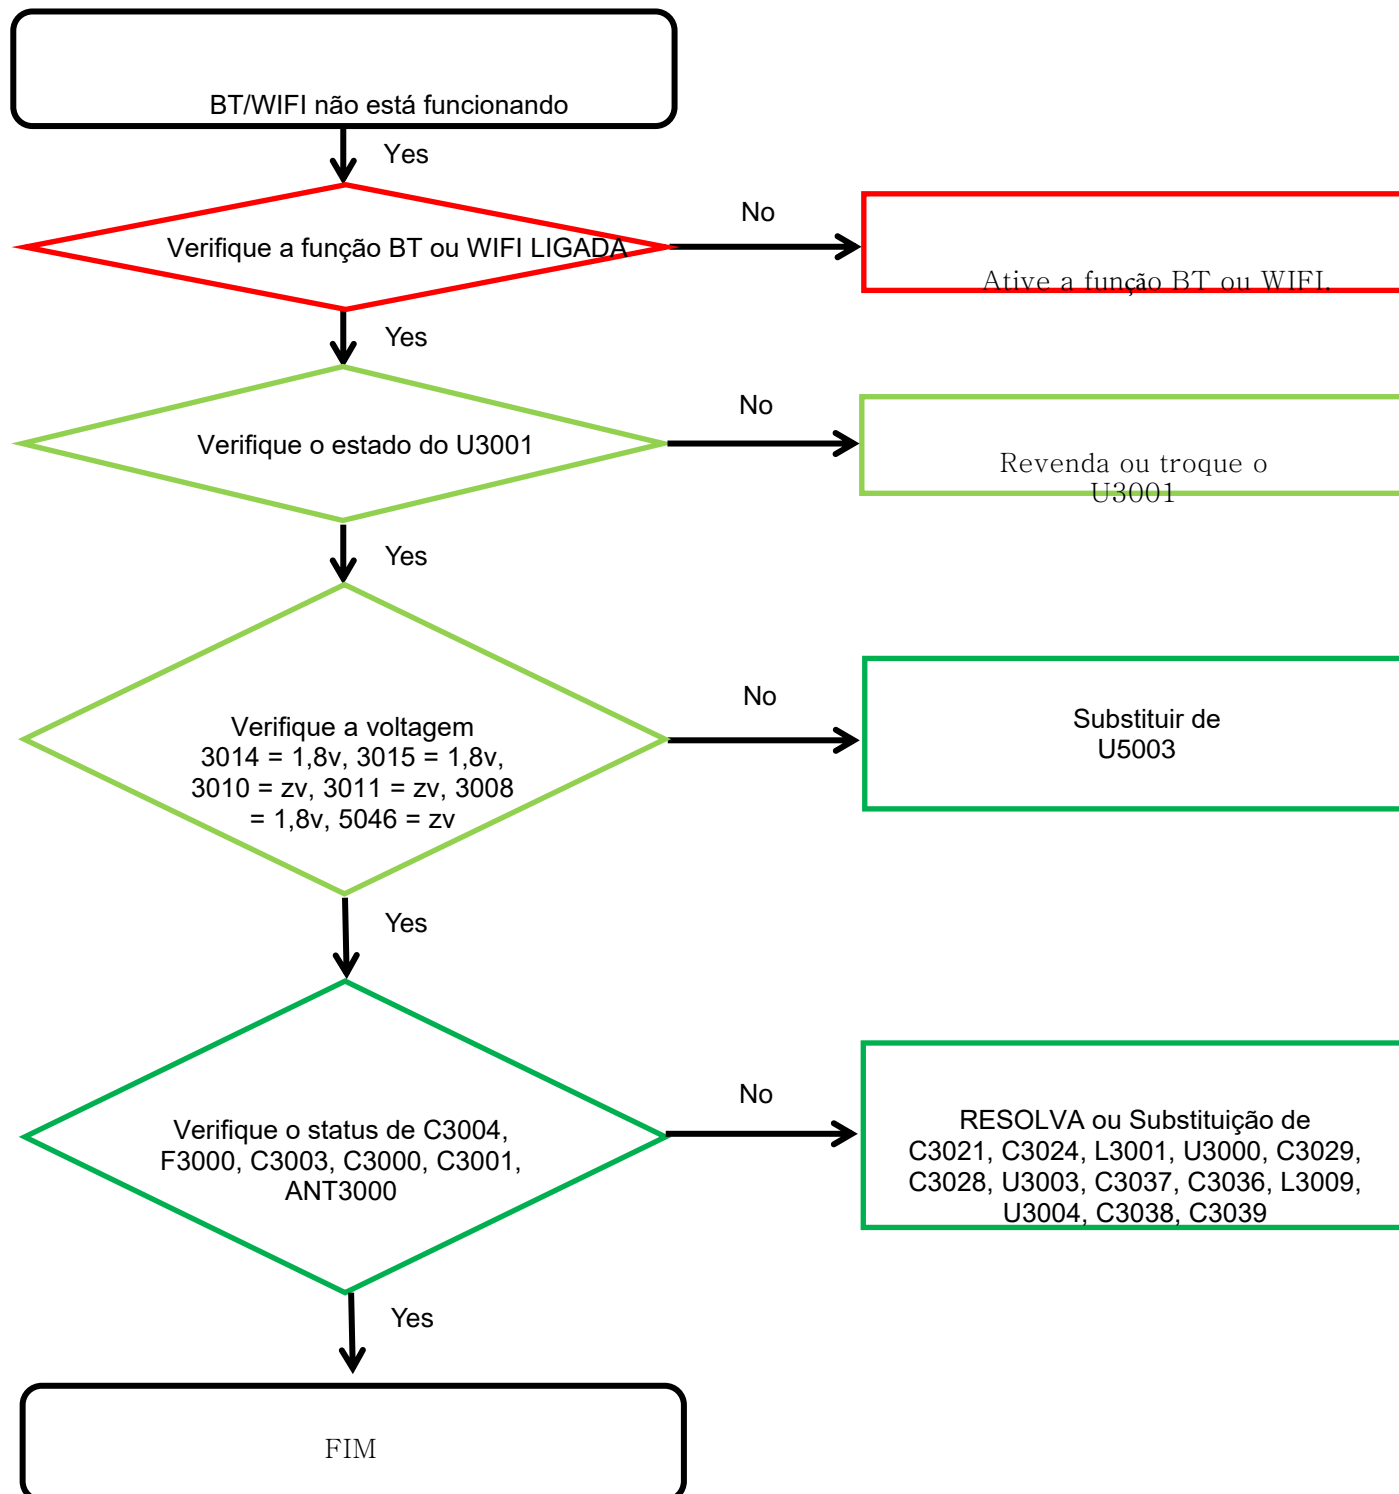 BT/WIFI não está funcionando
Yes
Verifique a função BT ou WIFI LIGADA
No
Ative a função BT ou WIFI.
Yes
Verifique o estado do U3001
No
Revenda ou troque o
U3001
Yes
Verifique a voltagem
3014 = 1,8v, 3015 = 1,8v,
3010 = zv, 3011 = zv, 3008
= 1,8v, 5046 = zv
No
Substituir de
U5003
Yes
Verifique o status de C3004,
F3000, C3003, C3000, C3001,
ANT3000
No
RESOLVA ou Substituição de
C3021, C3024, L3001, U3000, C3029,
C3028, U3003, C3037, C3036, L3009,
U3004, C3038, C3039
Yes
FIM